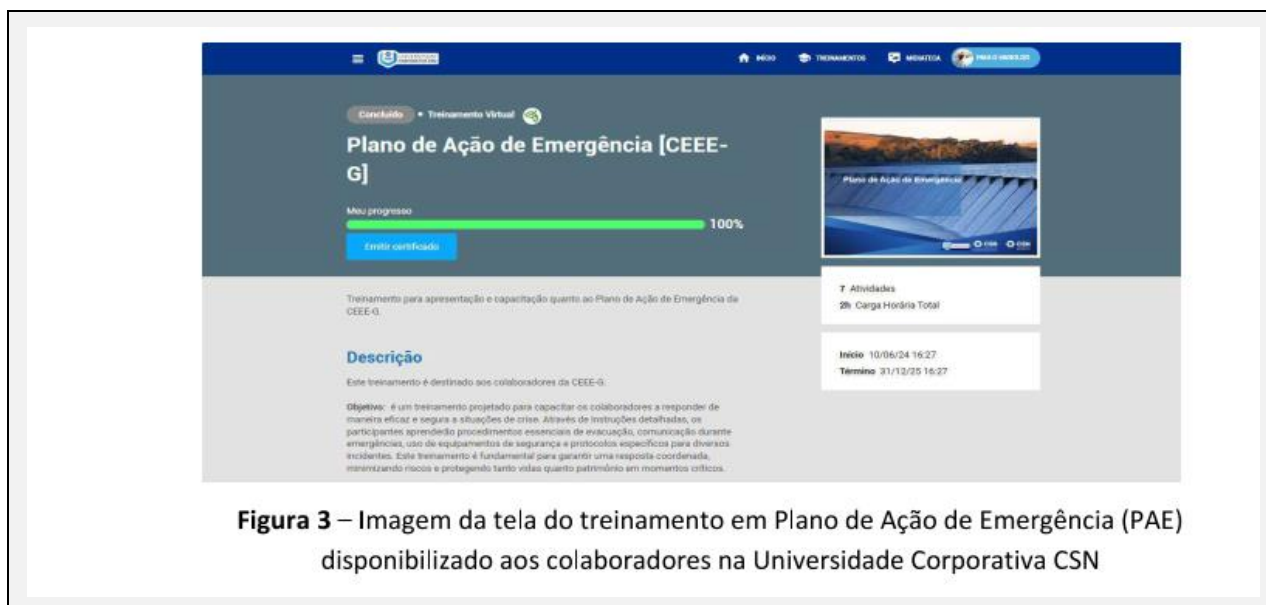 INÍCIO
TREINAMENTOS
MIDIATECA
Concluído • Treinamento Virtual
Plano de Ação de Emergência [CEEE-
G]
Meu progresso
100%
Emitir certificado
Plano de Ação de Emergência
CSN
7 Atividades
2h Carga Horária Total
Treinamento para apresentação e capacitação quanto ao Plano de Ação de Emergência da
CEEE-G.
Início 10/06/24 16:27
Término 31/12/25 16:27
Descrição
Este treinamento é destinado aos colaboradores da CEEE-G.
Objetivo: é um treinamento projetado para capacitar os colaboradores a responder de
maneira eficaz e segura a situações de crise. Através de instruções detalhadas, os
participantes aprenderão procedimentos essenciais de evacuação, comunicação durante
emergências, uso de equipamentos de segurança e protocolos específicos para diversos
incidentes. Este treinamento é fundamental para garantir uma resposta coordenada,
minimizando riscos e protegendo tanto vidas quanto patrimônio em momentos críticos.
Figura 3 – Imagem da tela do treinamento em Plano de Ação de Emergência (PAE)
disponibilizado aos colaboradores na Universidade Corporativa CSN